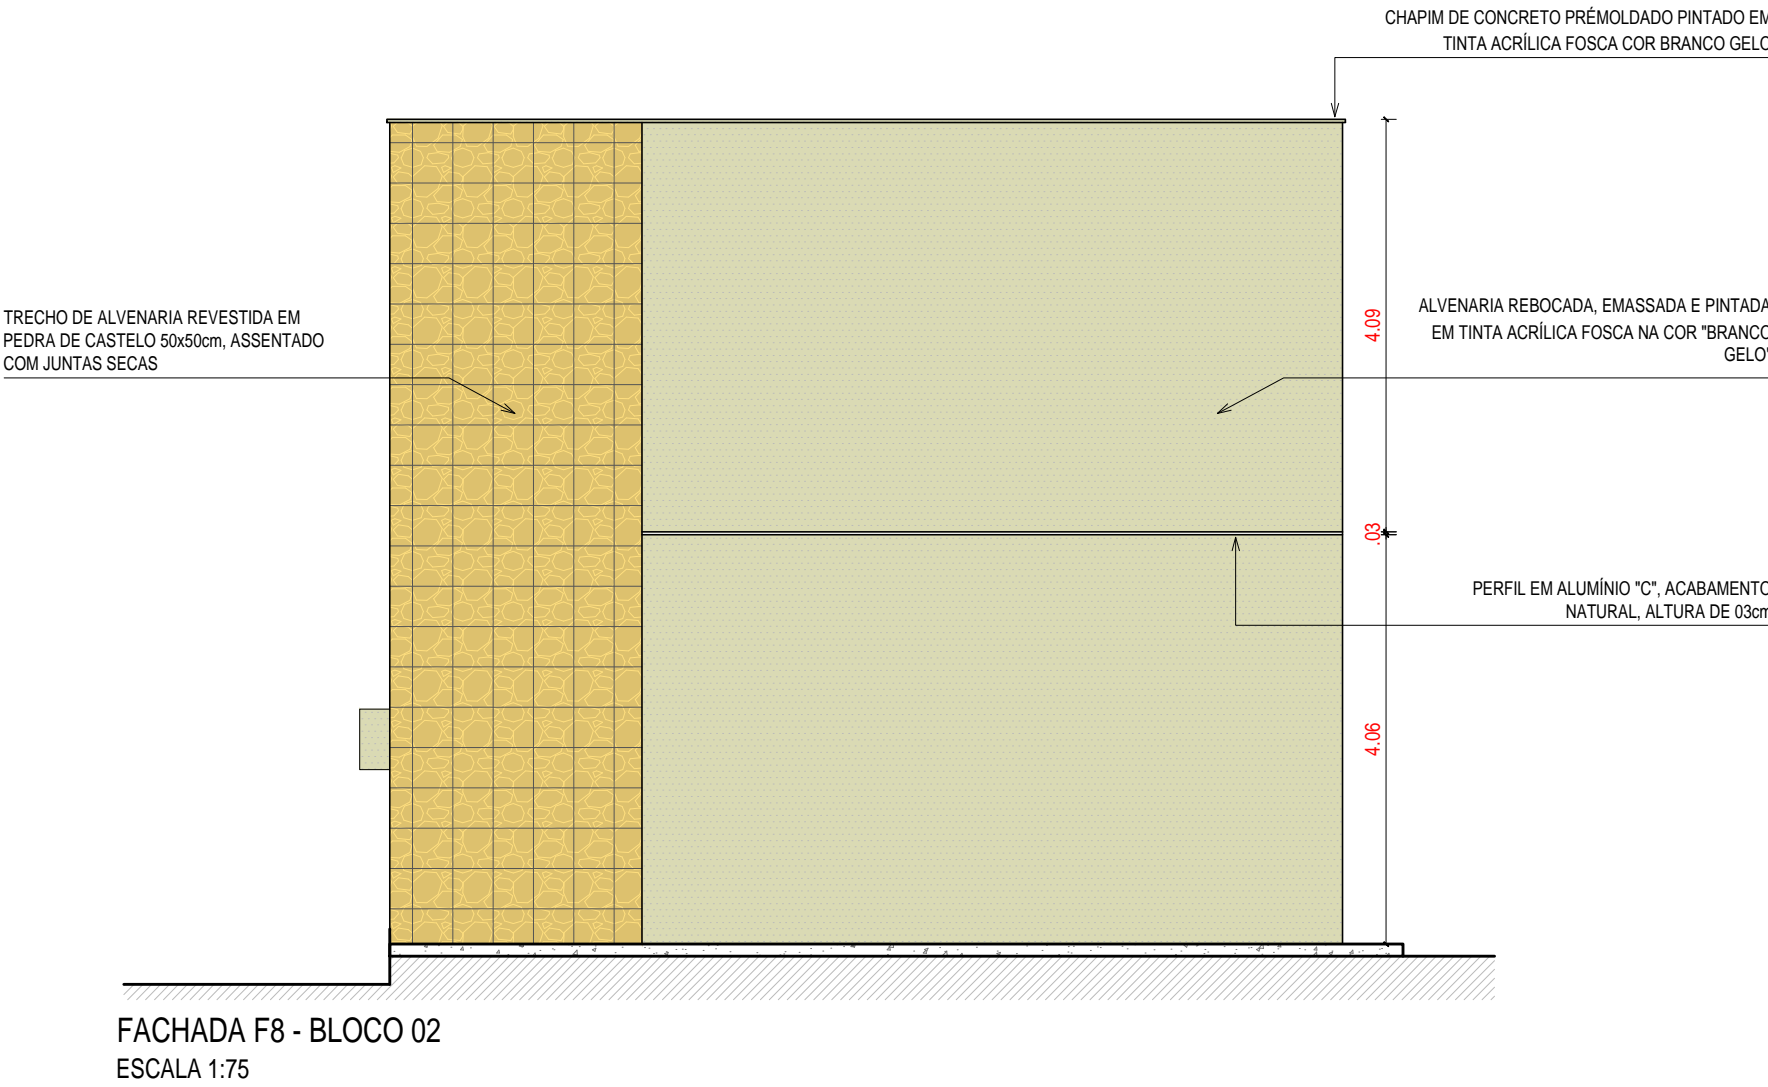 CHAPIM DE CONCRETO PRÉMOLDADO PINTADO EM
TINTA ACRÍLICA FOSCA COR BRANCO GELO
TRECHO DE ALVENARIA REVESTIDA EM
PEDRA DE CASTELO 50x50cm, ASSENTADO
COM JUNTAS SECAS
4.09
ALVENARIA REBOCADA, EMASSADA E PINTADA
EM TINTA ACRÍLICA FOSCA NA COR "BRANCO
GELO"
.03
PERFIL EM ALUMÍNIO "C", ACABAMENTO
NATURAL, ALTURA DE 03cm
4.06
FACHADA F8 - BLOCO 02
ESCALA 1:75